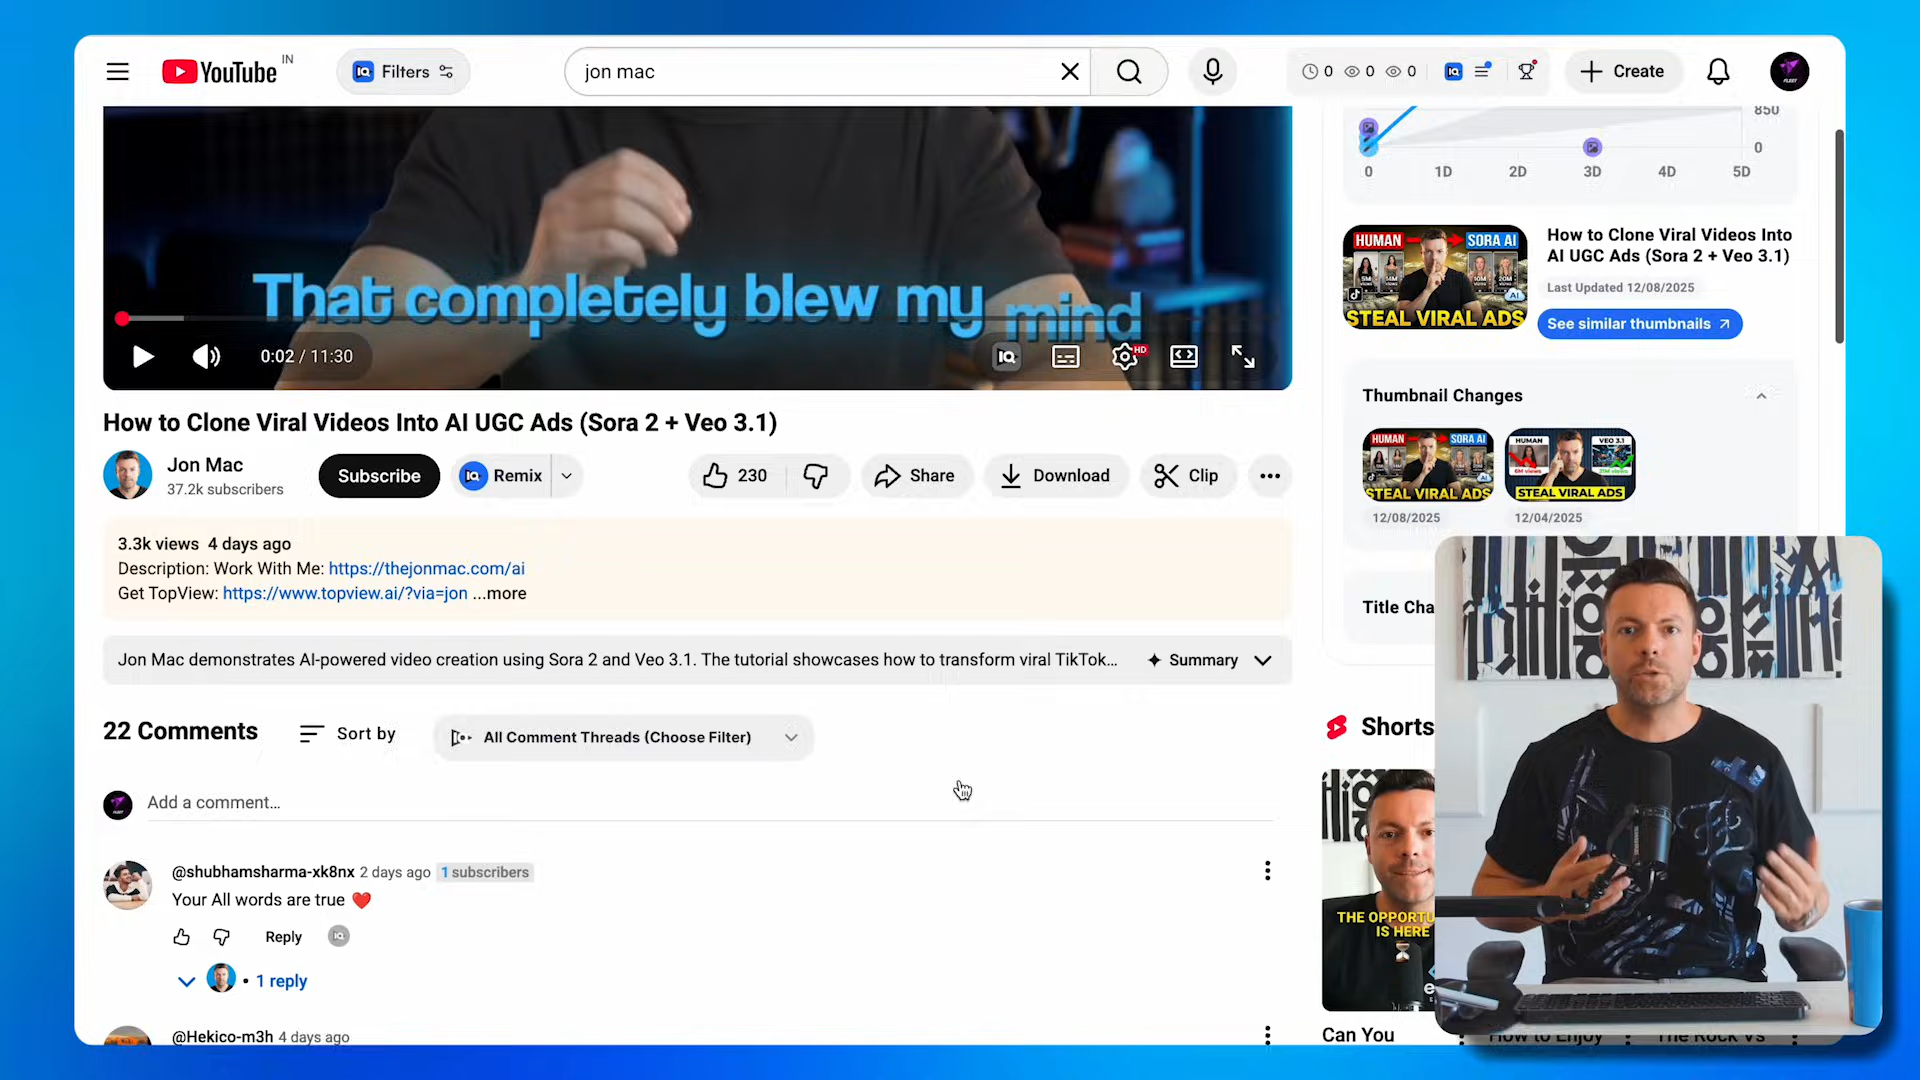 YouTube IN
Filters
jon mac
0 0 0
Create
That completely blew my mind
0:02 / 11:30
HD
850
0
0 1D 2D 3D 4D 5D
HUMAN SORA AI
STEAL VIRAL ADS
How to Clone Viral Videos Into
AI UGC Ads (Sora 2 + Veo 3.1)
Last Updated 12/08/2025
See similar thumbnails
Thumbnail Changes
HUMAN SORA AI
STEAL VIRAL ADS
HUMAN VEO 3.1
STEAL VIRAL ADS
12/08/2025 12/04/2025
Title Cha
How to Clone Viral Videos Into AI UGC Ads (Sora 2 + Veo 3.1)
Jon Mac
37.2k subscribers
Subscribe
Remix
230
Share
Download
Clip
3.3k views 4 days ago
Description: Work With Me: https://thejonmac.com/ai
Get TopView: https://www.topview.ai/?via=jon ...more
Jon Mac demonstrates AI-powered video creation using Sora 2 and Veo 3.1. The tutorial showcases how to transform viral TikTok...
Summary
22 Comments
Sort by
All Comment Threads (Choose Filter)
Add a comment...
@shubhamsharma-xk8nx 2 days ago 1 subscribers
Your All words are true
Reply
1 reply
@Hekico-m3h 4 days ago
Shorts
THE OPPORTU
IS HERE
Can You
How to Enjoy
The Rock Vs